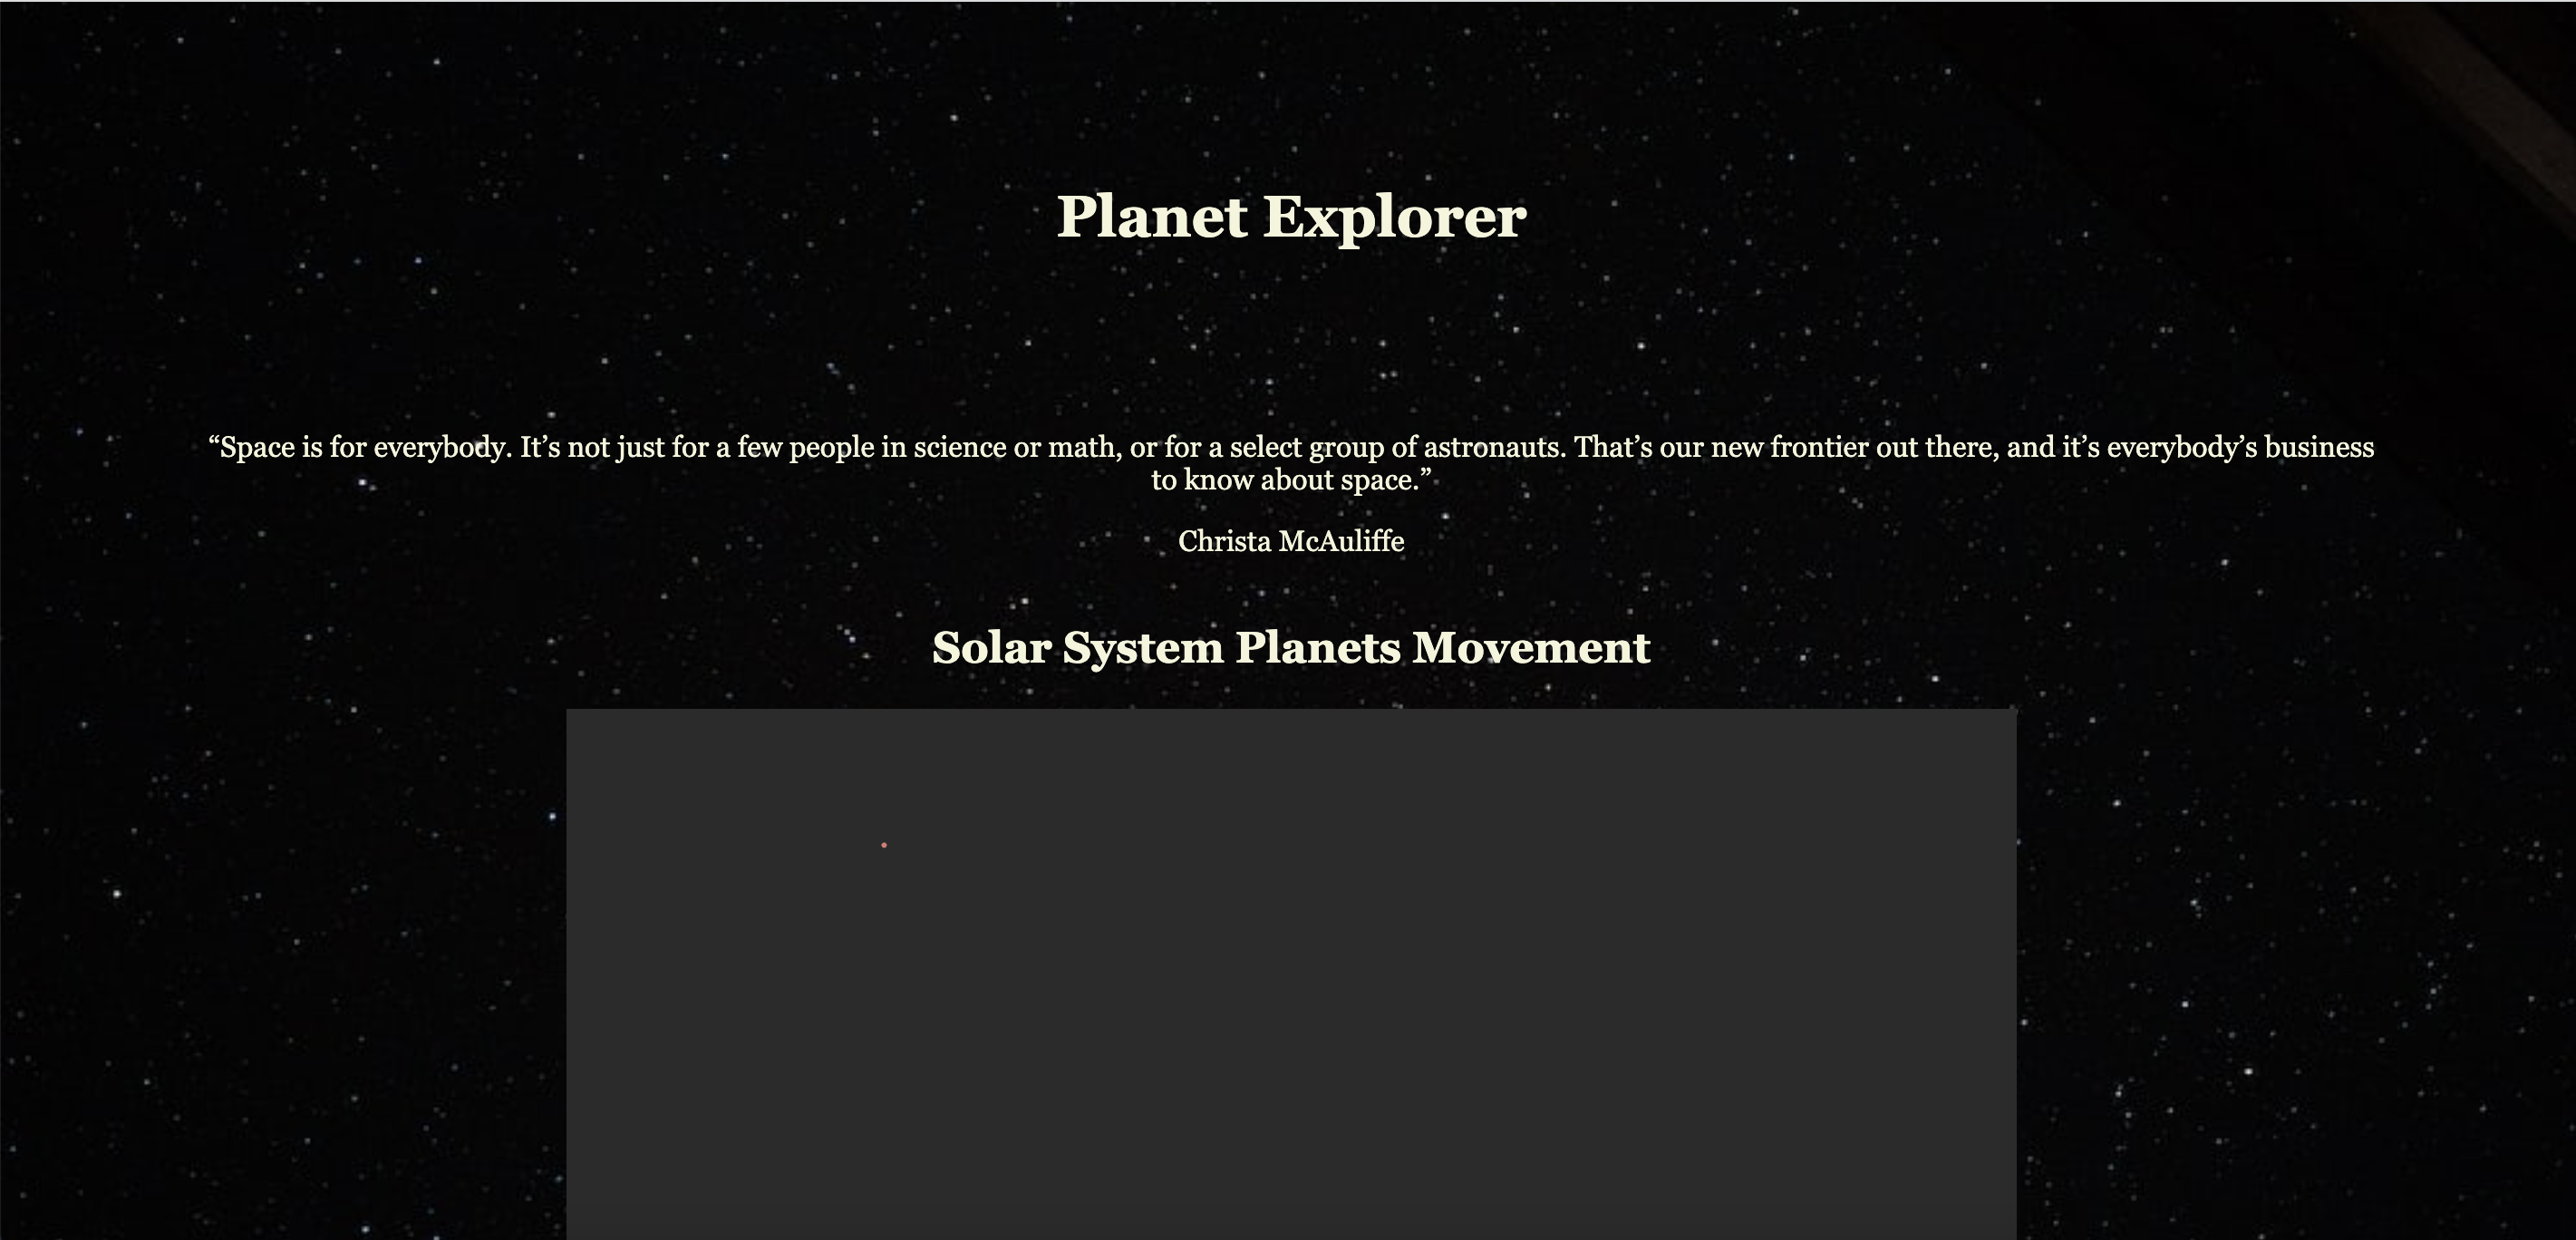 Planet Explorer
“Space is for everybody. It’s not just for a few people in science or math, or for a select group of astronauts. That’s our new frontier out there, and it’s everybody’s business
to know about space.”
Christa McAuliffe
Solar System Planets Movement